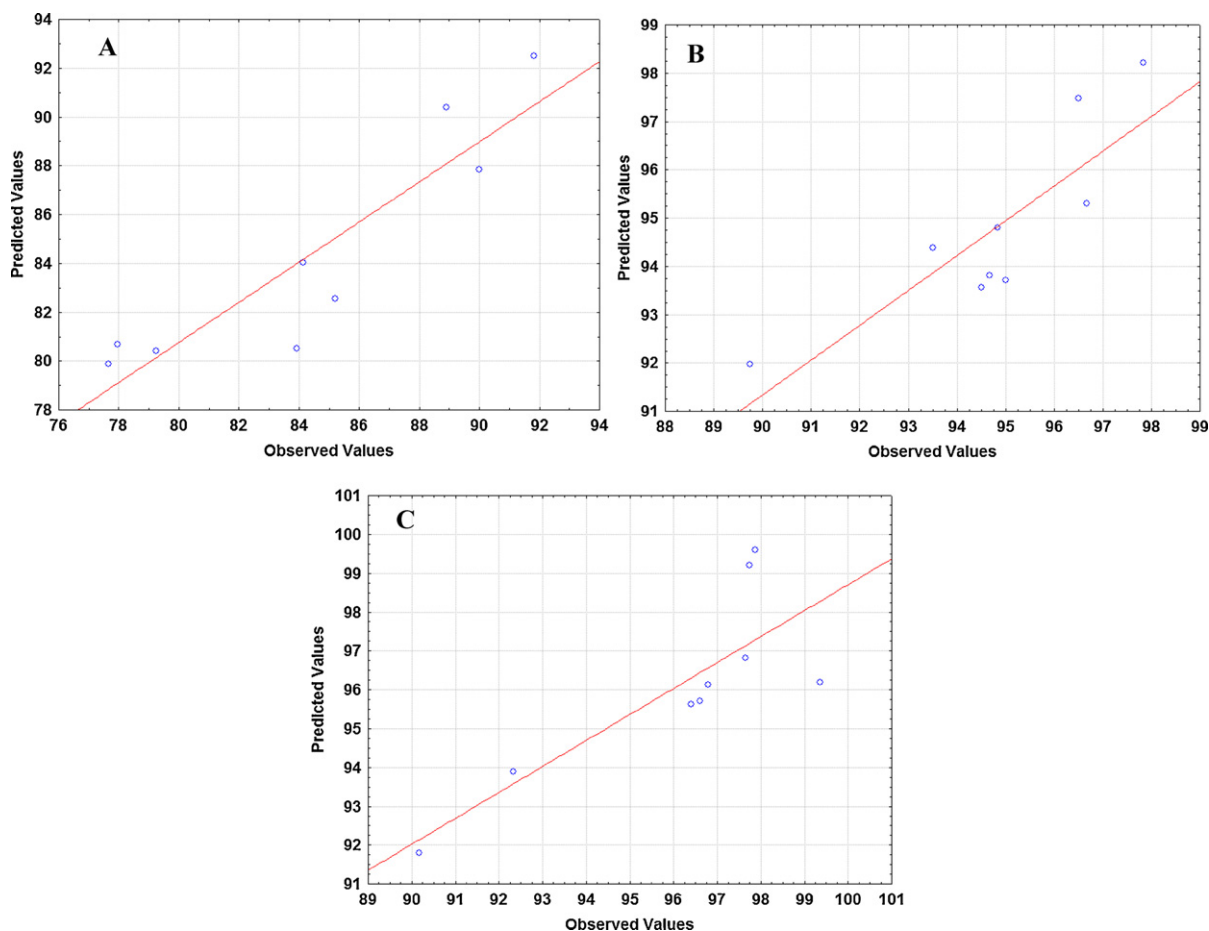 A
94
92
90
88
86
84
82
80
78
Predicted Values
76 78 80 82 84 86 88 90 92 94
Observed Values
B
99
98
97
96
95
94
93
92
91
Predicted Values
88 89 90 91 92 93 94 95 96 97 98 99
Observed Values
C
101
100
99
98
97
96
95
94
93
92
91
Predicted Values
89 90 91 92 93 94 95 96 97 98 99 100 101
Observed Values